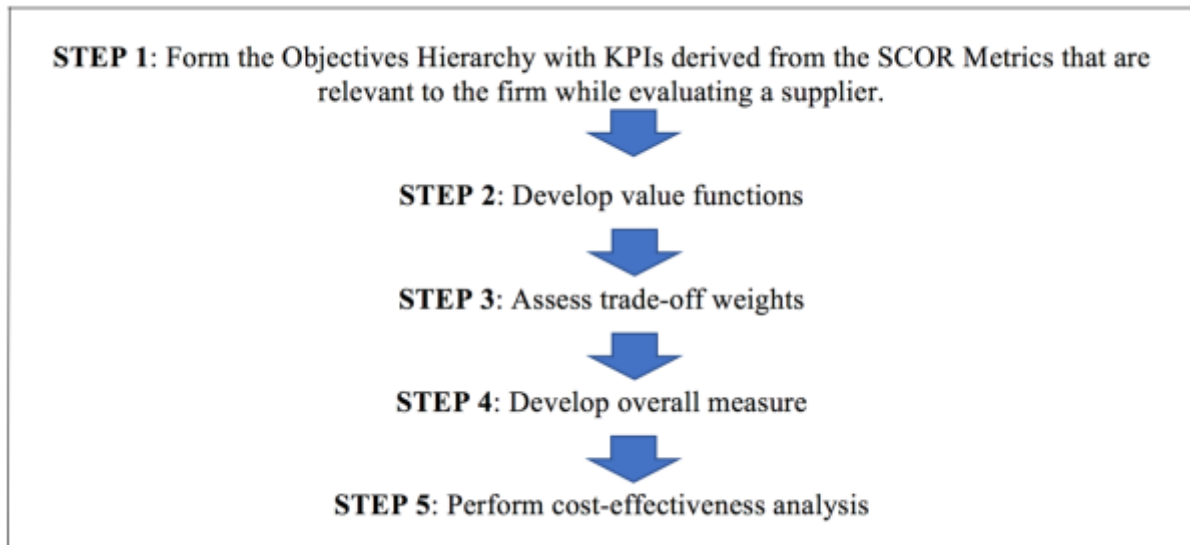 STEP 1: Form the Objectives Hierarchy with KPIs derived from the SCOR Metrics that are
relevant to the firm while evaluating a supplier.
STEP 2: Develop value functions
STEP 3: Assess trade-off weights
STEP 4: Develop overall measure
STEP 5: Perform cost-effectiveness analysis